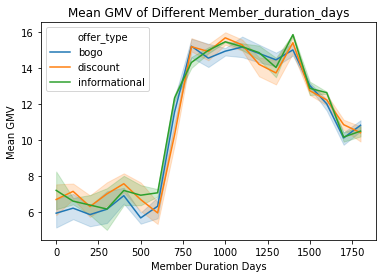 Mean GMV of Different Member_duration_days
offer_type
bogo
discount
informational
Mean GMV
16
14
12
10
8
6
0 250 500 750 1000 1250 1500 1750
Member Duration Days